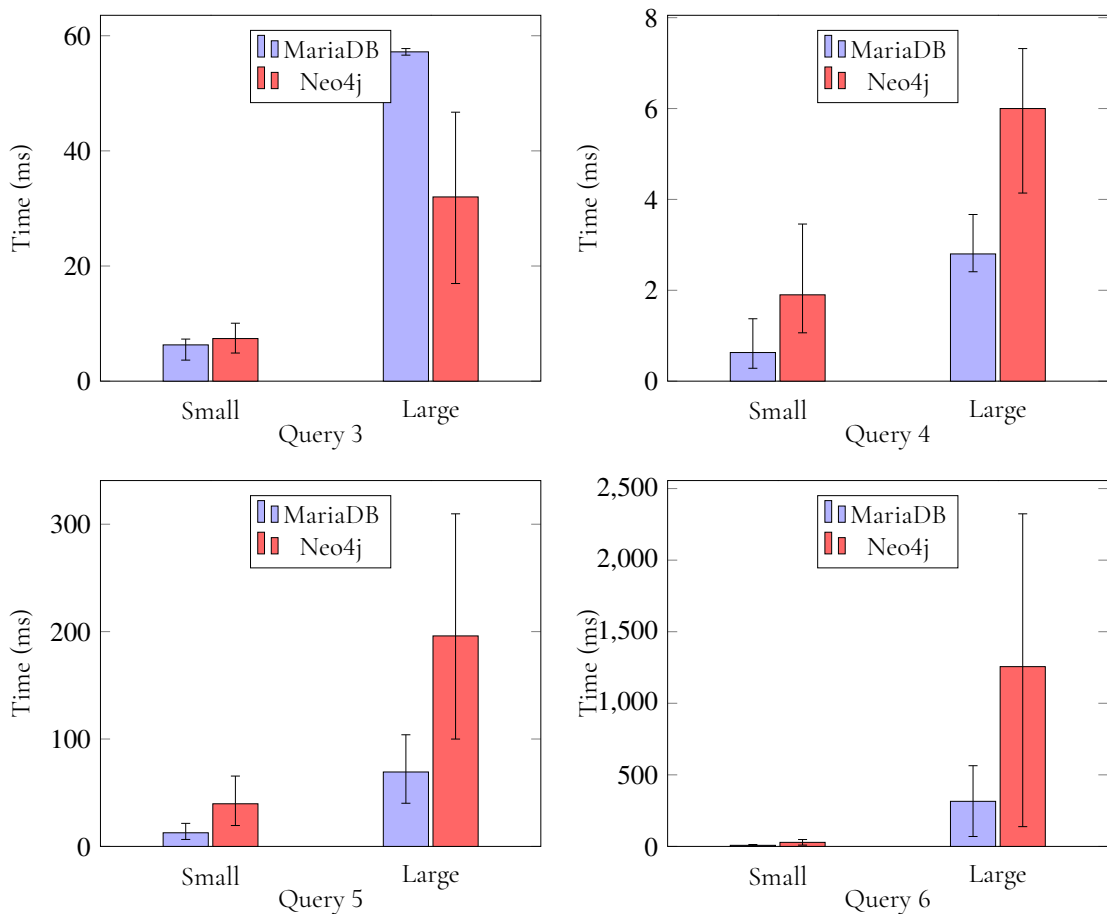 60
40
20
0
Time (ms)
MariaDB
Neo4j
Small
Large
Query 3
8
6
4
2
0
Time (ms)
MariaDB
Neo4j
Small
Large
Query 4
300
200
100
0
Time (ms)
MariaDB
Neo4j
Small
Large
Query 5
2,500
2,000
1,500
1,000
500
0
Time (ms)
MariaDB
Neo4j
Small
Large
Query 6